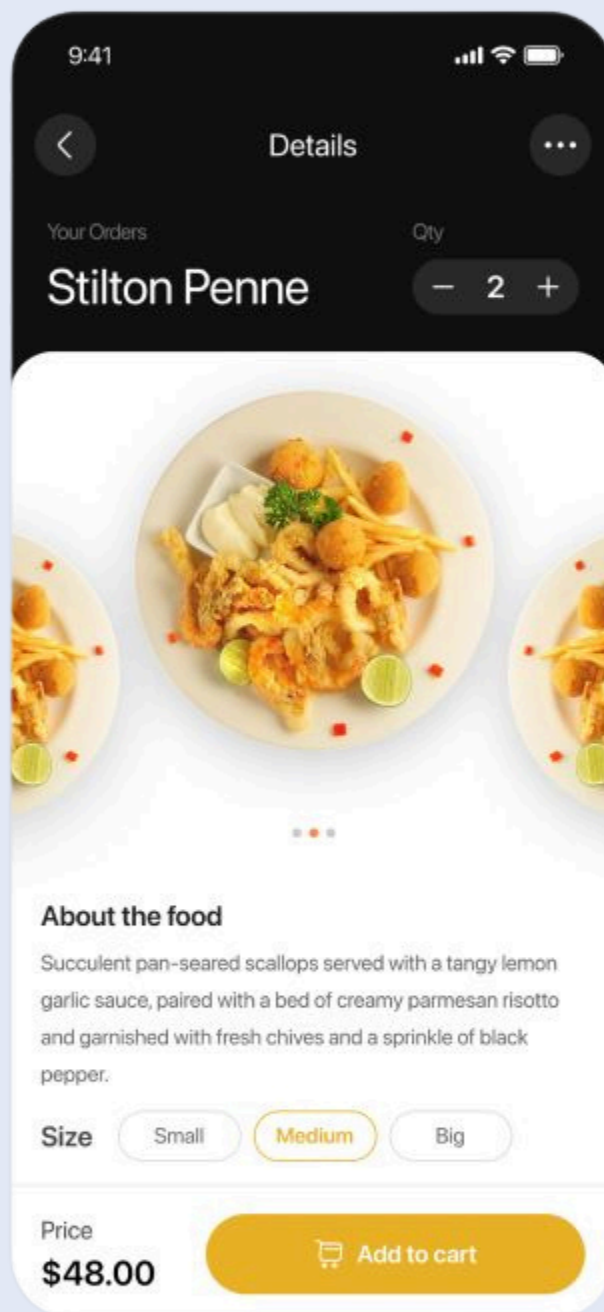 9:41
Details
Your Orders
Qty
Stilton Penne
2
About the food
Succulent pan-seared scallops served with a tangy lemon
garlic sauce, paired with a bed of creamy parmesan risotto
and garnished with fresh chives and a sprinkle of black
pepper.
Size
Small
Medium
Big
Price
$48.00
Add to cart